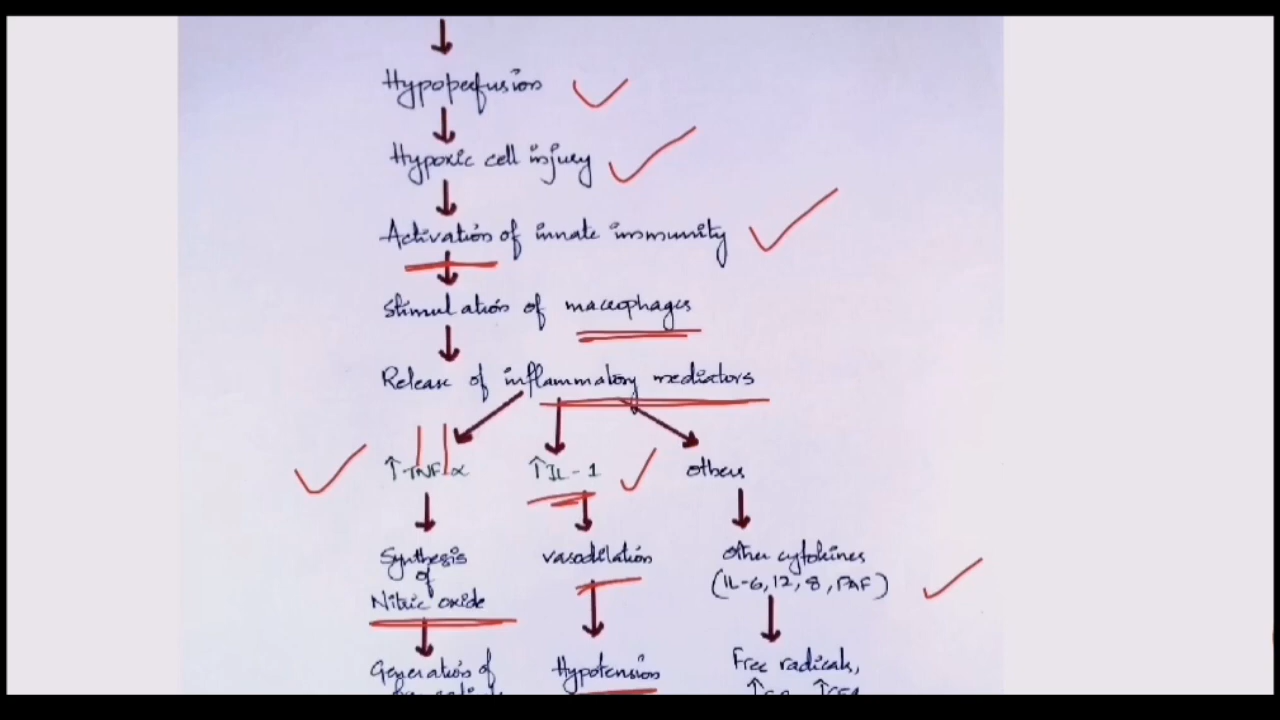 Hypoperfusion
Hypoxic cell injury
Activation of innate immunity
Stimulation of macrophages
Release of inflammatory mediators
↑TNF-α ↑IL-1 others
Synthesis vasodilation other cytokines
of (IL-6, 12, 8, PAF)
Nitric oxide
Generation of Hypotension Free radicals,